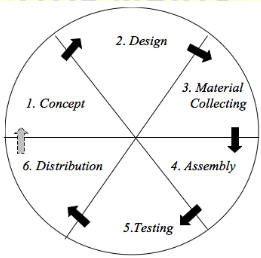 2. Design
3. Material
Collecting
1. Concept
6. Distribution
4. Assembly
5.Testing